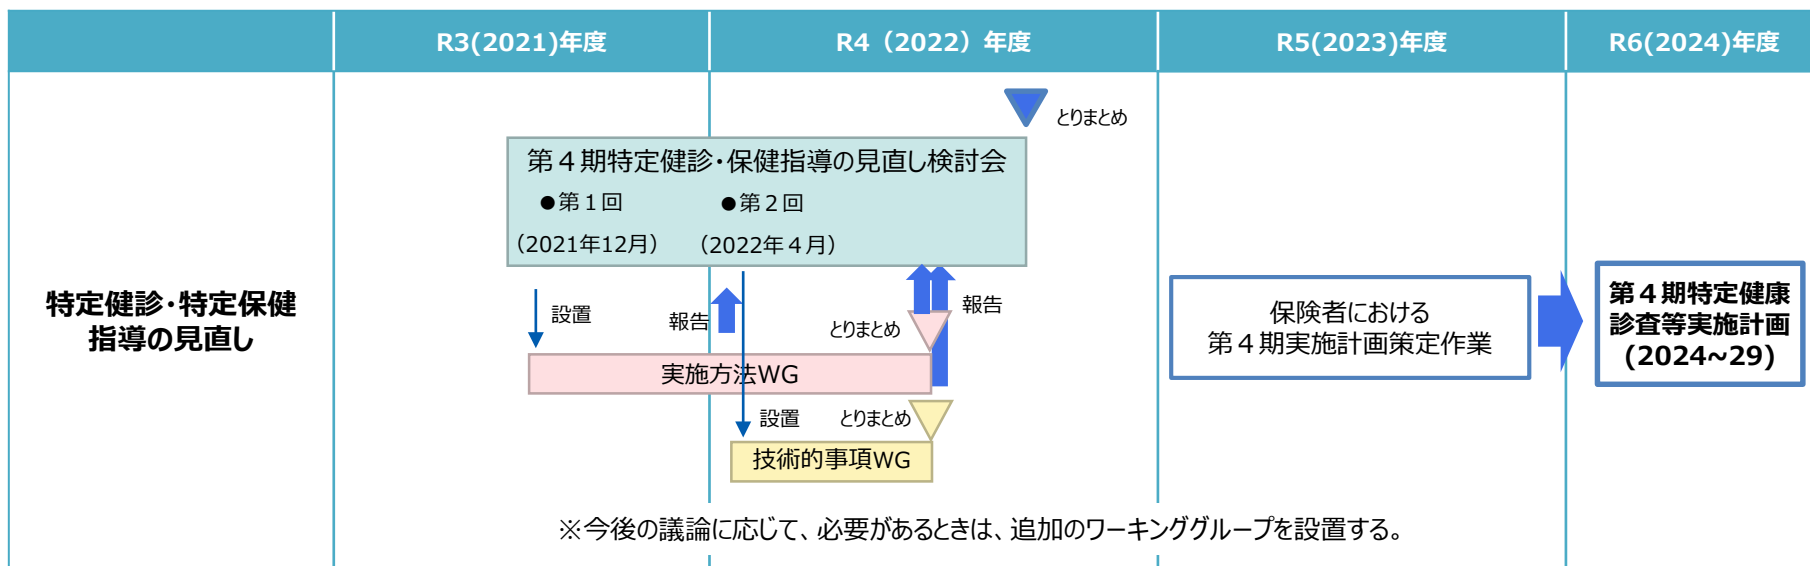 R3(2021)年度
R4（2022）年度
R5(2023)年度
R6(2024)年度
とりまとめ
第４期特定健診・保健指導の見直し検討会
●第１回
●第２回
（2021年12月）
（2022年４月）
特定健診・特定保健
指導の見直し
設置
報告
とりまとめ
報告
実施方法WG
設置
とりまとめ
技術的事項WG
保険者における
第４期実施計画策定作業
第４期特定健康
診査等実施計画
(2024~29)
※今後の議論に応じて、必要があるときは、追加のワーキンググループを設置する。